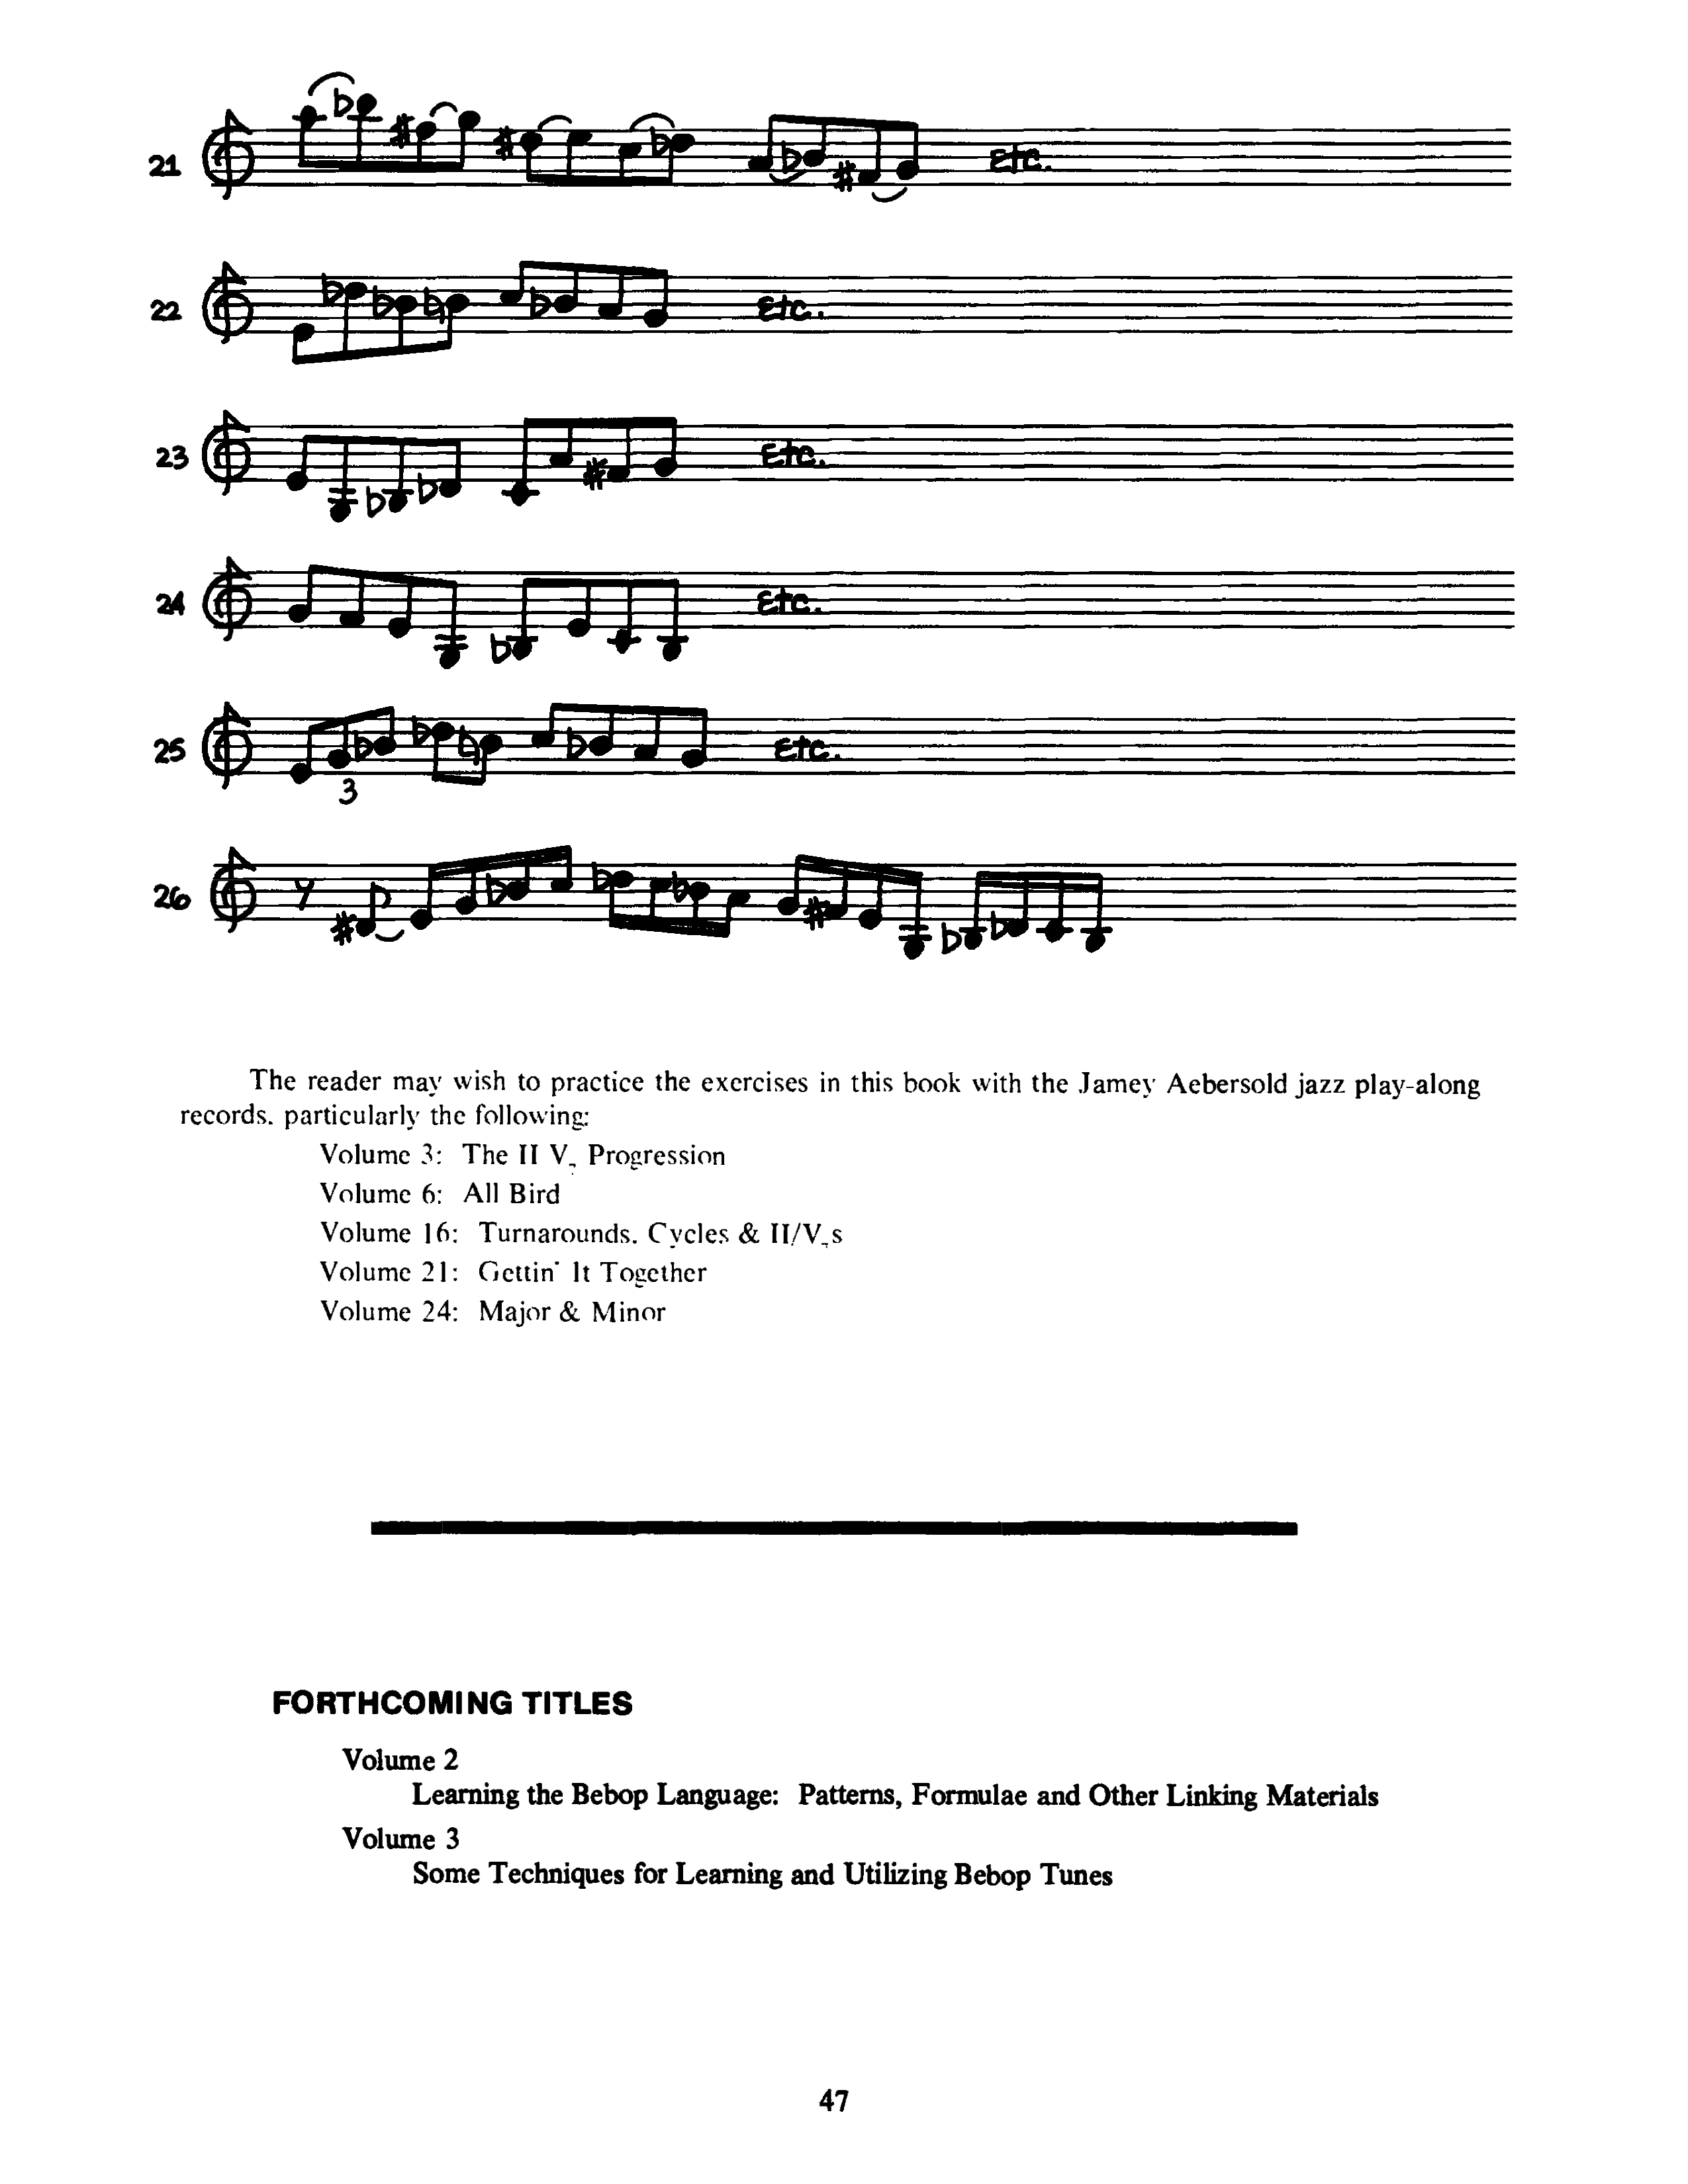 21 Etc.
22 Etc.
23 Etc.
24 Etc.
25 3 Etc.
26
The reader may wish to practice the exercises in this book with the Jamey Aebersold jazz play-along
records, particularly the following:
Volume 3: The II V7 Progression
Volume 6: All Bird
Volume 16: Turnarounds, Cycles & II/V7s
Volume 21: Gettin' It Together
Volume 24: Major & Minor
FORTHCOMING TITLES
Volume 2
Learning the Bebop Language: Patterns, Formulae and Other Linking Materials
Volume 3
Some Techniques for Learning and Utilizing Bebop Tunes
47